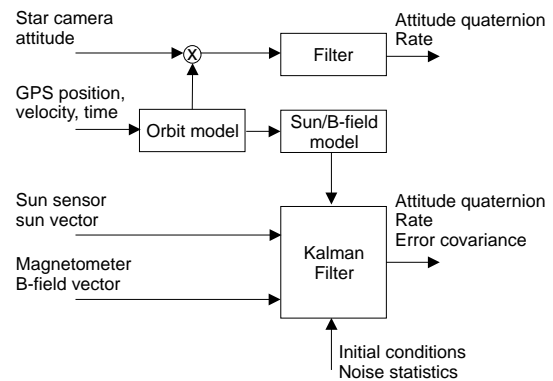 Star camera
attitude
X
Filter
Attitude quaternion
Rate
GPS position,
velocity, time
Orbit model
Sun/B-field
model
Sun sensor
sun vector
Magnetometer
B-field vector
Kalman
Filter
Attitude quaternion
Rate
Error covariance
Initial conditions
Noise statistics